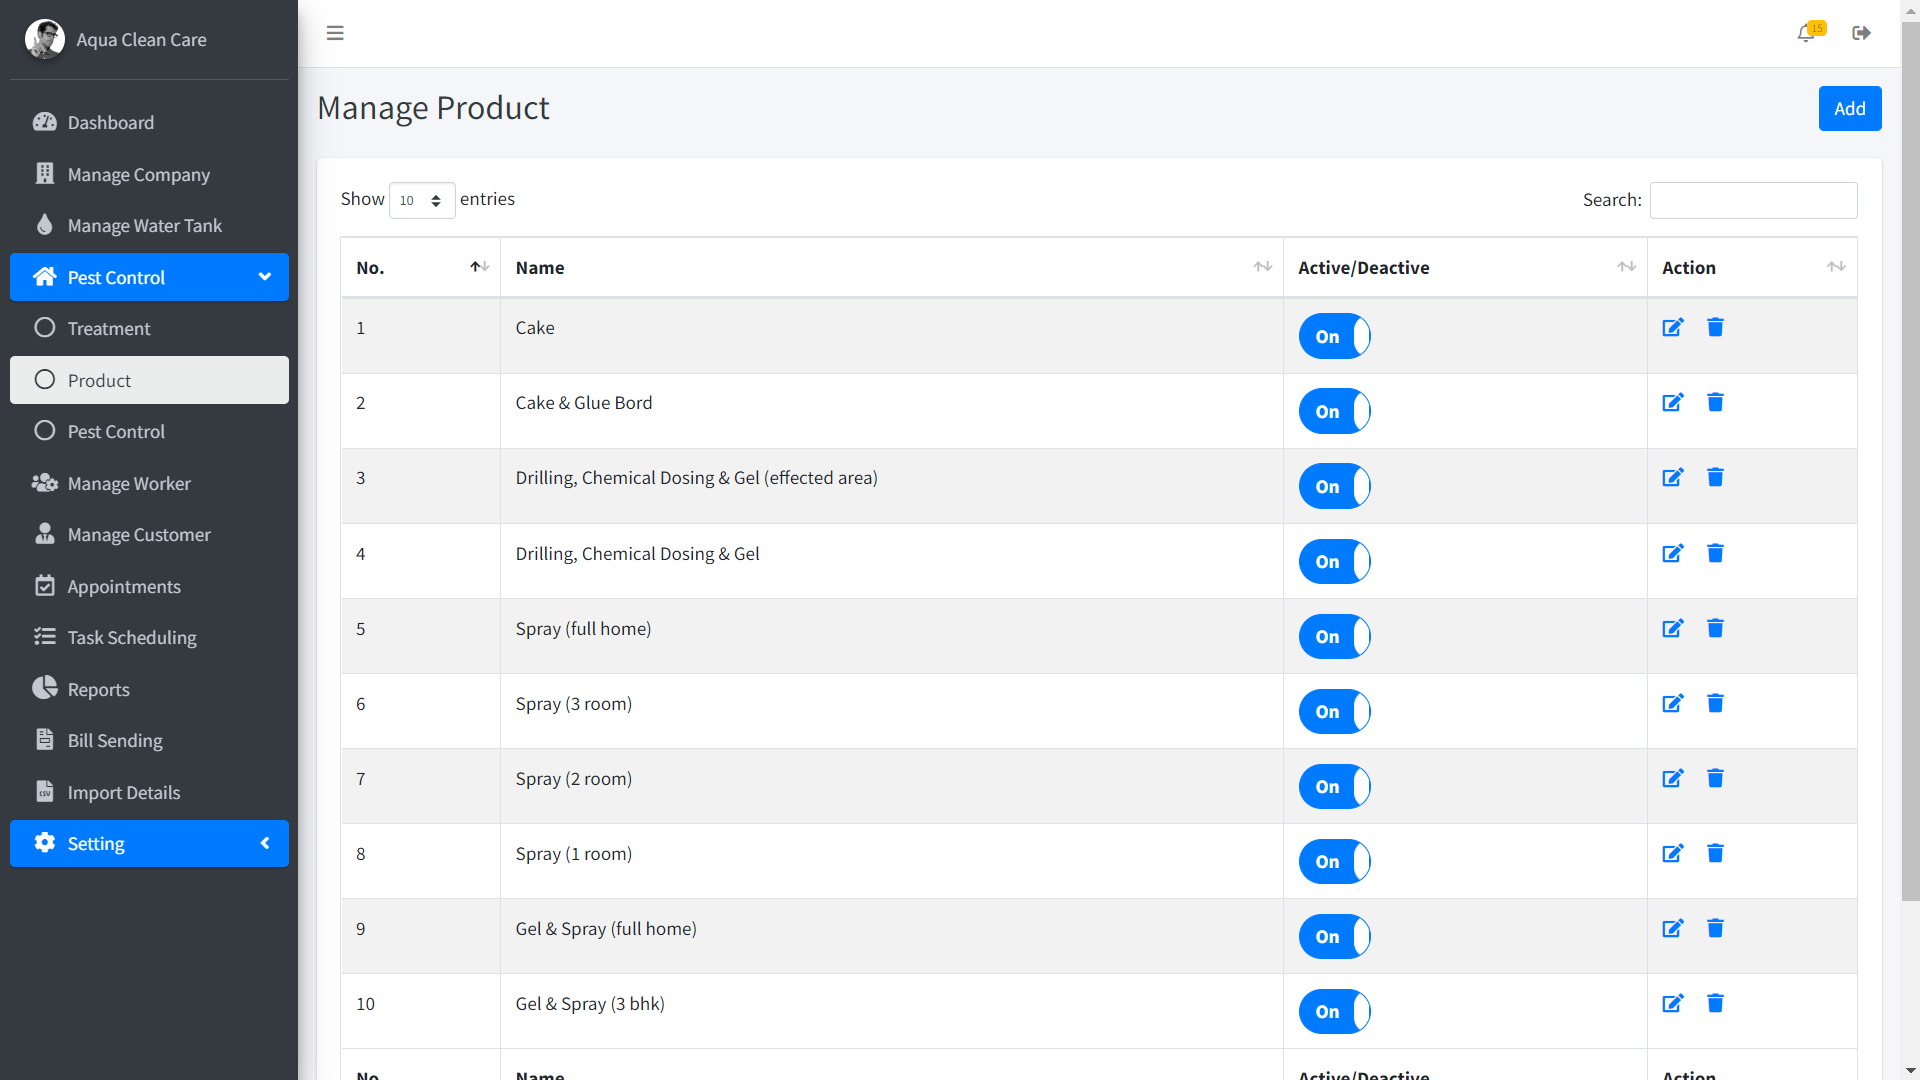 Aqua Clean Care
15
Dashboard
Manage Company
Manage Water Tank
Pest Control
Treatment
Product
Pest Control
Manage Worker
Manage Customer
Appointments
Task Scheduling
Reports
Bill Sending
CSV
Import Details
Setting
Manage Product
Add
Show 10 entries
Search:
No. Name Active/Deactive Action
1 Cake On
2 Cake & Glue Bord On
3 Drilling, Chemical Dosing & Gel (effected area) On
4 Drilling, Chemical Dosing & Gel On
5 Spray (full home) On
6 Spray (3 room) On
7 Spray (2 room) On
8 Spray (1 room) On
9 Gel & Spray (full home) On
10 Gel & Spray (3 bhk) On
No. Name Active/Deactive Action